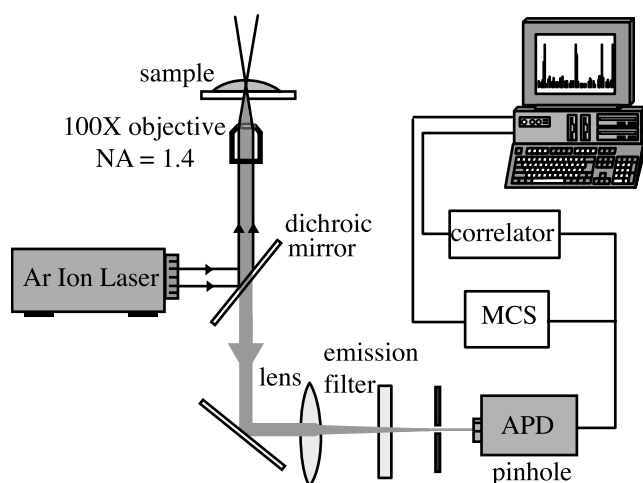 sample
100X objective
NA = 1.4
dichroic
mirror
Ar Ion Laser
correlator
MCS
emission
filter
lens
APD
pinhole